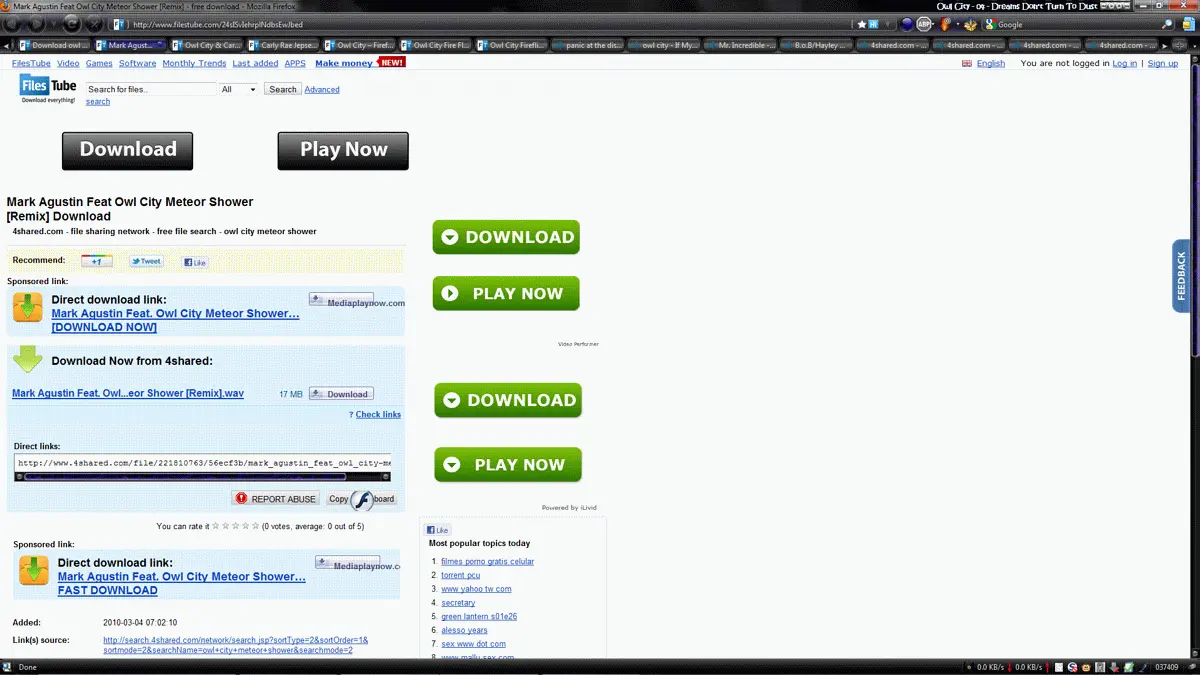 Mark Agustin Feat Owl City Meteor Shower [Remix] - free download - Mozilla Firefox
Owl City - 09 - Dreams Don't Turn To Dust
http://www.filestube.com/24sISvlehrplNdbsEwJbed
Google
Download owl ...
Mark Agust...
Owl City & Car...
Carly Rae Jepse...
Owl City – Firef...
Owl City Fire Fl...
Owl City Firefli...
panic at the dis...
owl city - If My...
Mr. Incredible -...
B.o.B/Hayley ...
4shared.com - ...
4shared.com - ...
4shared.com - ...
4shared.com - ...
FilesTube Video Games Software Monthly Trends Last added APPS Make money NEW!
English You are not logged in Log in | Sign up
Files Tube
Download everything!
Search for files..
All
Search
Advanced
search
Download
Play Now
Mark Agustin Feat Owl City Meteor Shower
[Remix] Download
4shared.com - file sharing network - free file search - owl city meteor shower
Recommend:
+1
Tweet
Like
Sponsored link:
Direct download link:
Mediaplaynow.com
Mark Agustin Feat. Owl City Meteor Shower…
[DOWNLOAD NOW]
Download Now from 4shared:
Mark Agustin Feat. Owl...eor Shower [Remix].wav
17 MB
Download
? Check links
Direct links:
http://www.4shared.com/file/221810763/56ecf3b/mark_agustin_feat_owl_city-me
REPORT ABUSE
Copy
board
You can rate it
(0 votes, average: 0 out of 5)
Sponsored link:
Direct download link:
Mediaplaynow.c
Mark Agustin Feat. Owl City Meteor Shower…
FAST DOWNLOAD
Added:
2010-03-04 07:02:10
Link(s) source:
http://search.4shared.com/network/search.jsp?sortType=2&sortOrder=1&
sortmode=2&searchName=owl+city+meteor+shower&searchmode=2
DOWNLOAD
PLAY NOW
Video Performer
DOWNLOAD
PLAY NOW
Powered by iLivid
Like
Most popular topics today
1. filmes porno gratis celular
2. torrent pcu
3. www yahoo tw com
4. secretary
5. green lantern s01e26
6. alesso years
7. sex www dot com
8. www mallu sex com
FEEDBACK
Done
0.0 KB/s
0.0 KB/s
037409